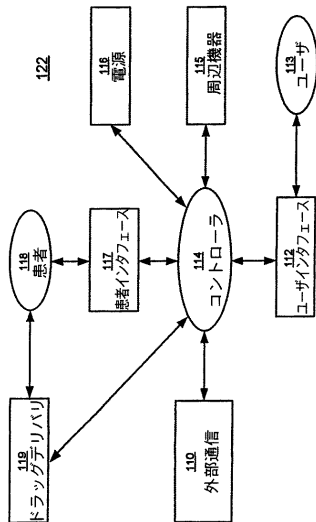 119
ドラッグデリバリ
118
患者
122
117
患者インタフェース
116
電源
110
外部通信
114
コントローラ
115
周辺機器
112
ユーザインタフェース
113
ユーザ